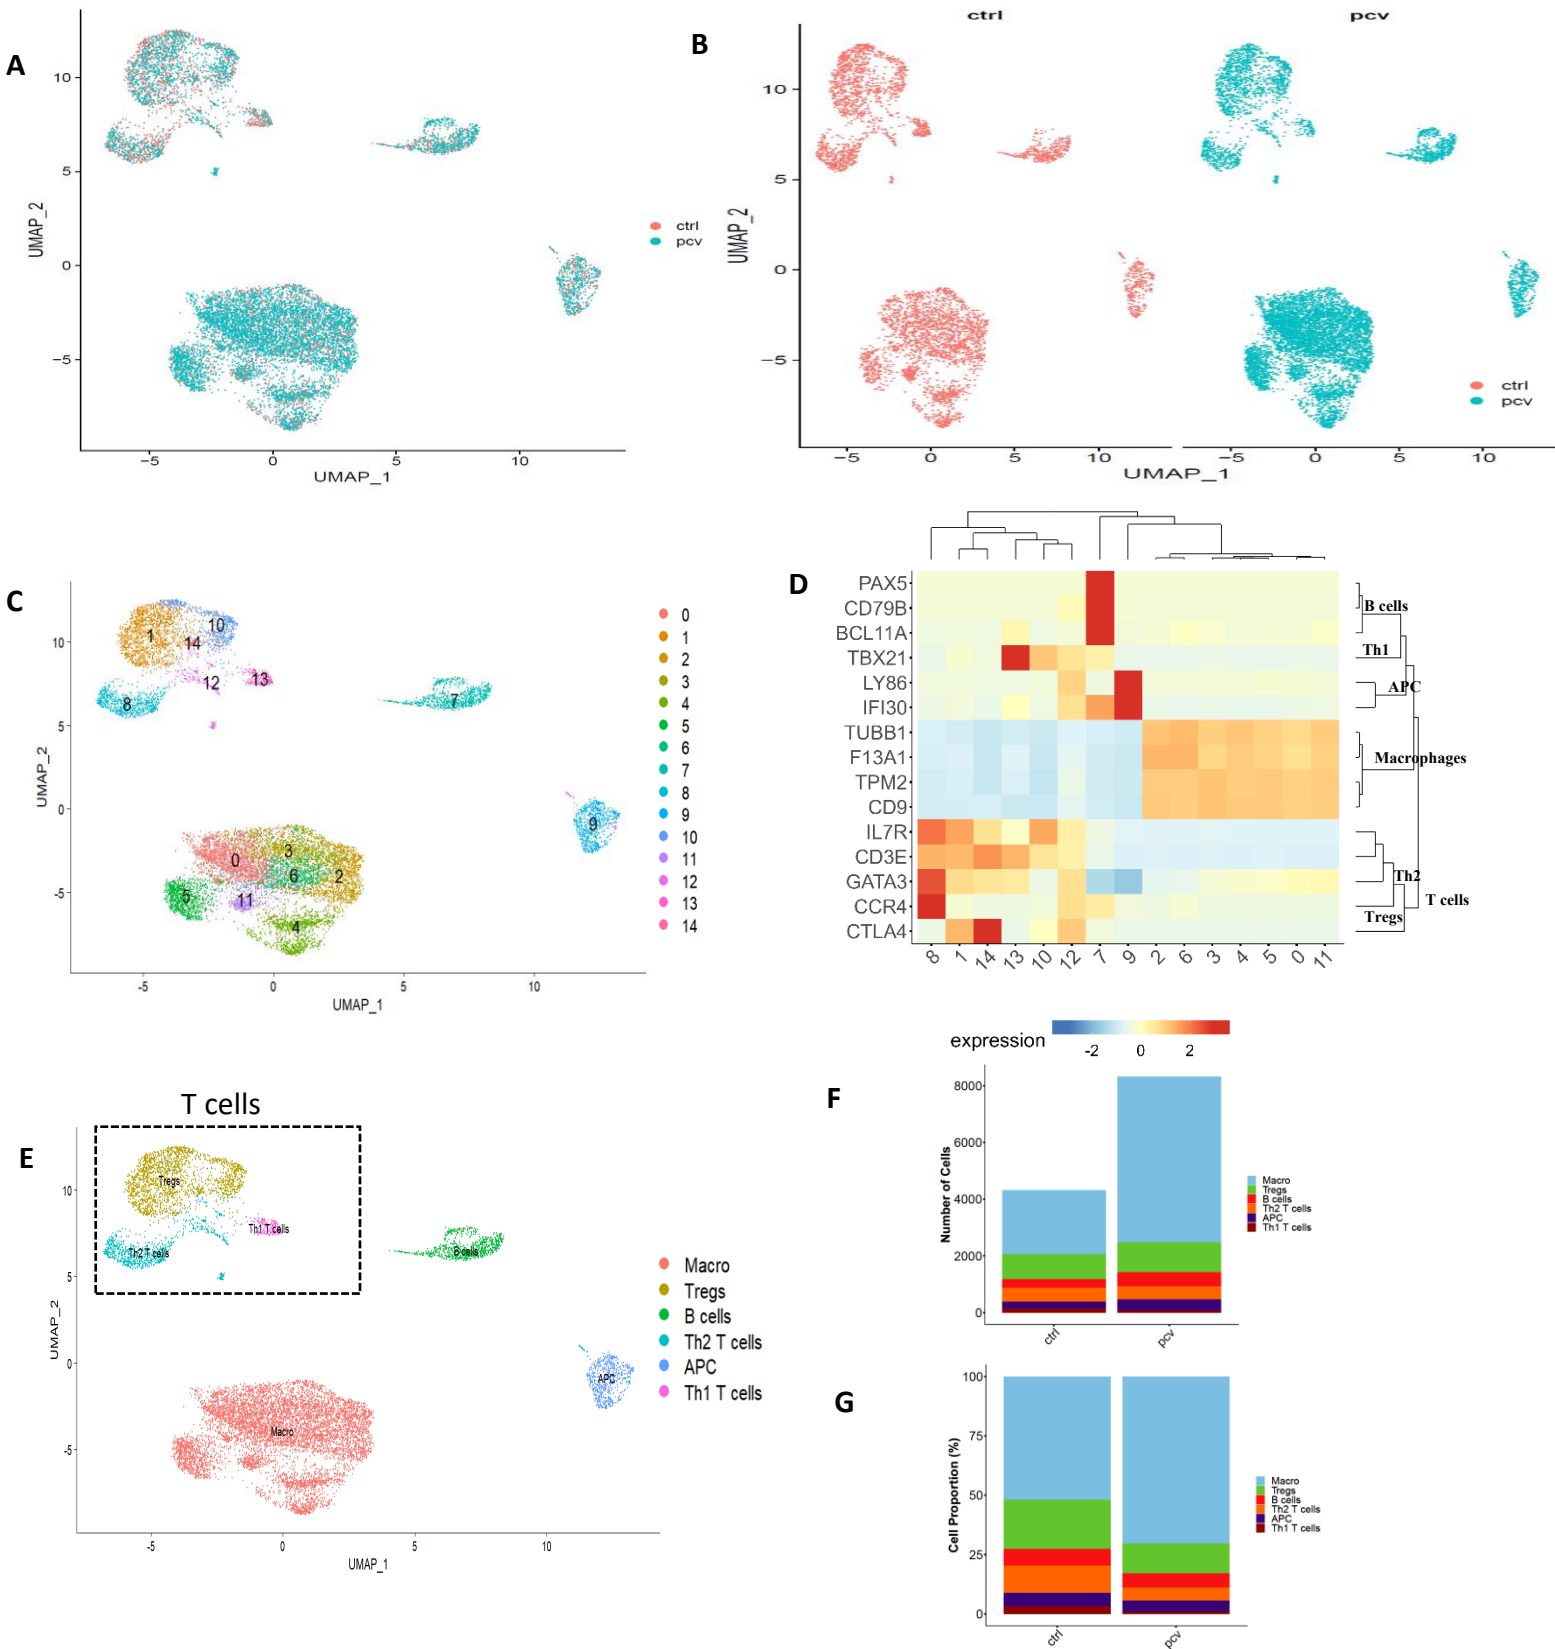 A
10
5
0
−5
−5
0
5
10
UMAP_2
UMAP_1
ctrl
pcv
B
ctrl
pcv
10
5
0
−5
−5
0
5
10
−5
0
5
10
UMAP_2
UMAP_1
ctrl
pcv
C
10
5
0
-5
-5
0
5
10
UMAP_2
UMAP_1
1
10
14
12
13
8
7
9
0
3
6
2
5
11
4
0
1
2
3
4
5
6
7
8
9
10
11
12
13
14
D
PAX5
CD79B
BCL11A
TBX21
LY86
IFI30
TUBB1
F13A1
TPM2
CD9
IL7R
CD3E
GATA3
CCR4
CTLA4
B cells
Th1
APC
Macrophages
Th2
T cells
Tregs
8 1 14 13 10 12 7 9 2 6 3 4 5 0 11
expression
-2 0 2
E
T cells
10
5
0
-5
-5
0
5
10
UMAP_2
UMAP_1
Tregs
Th1 T cells
Th2 T cells
B cells
APC
Macro
Macro
Tregs
B cells
Th2 T cells
APC
Th1 T cells
F
8000
6000
4000
2000
0
Number of Cells
ctrl
pcv
Macro
Tregs
B cells
Th2 T cells
APC
Th1 T cells
G
100
75
50
25
0
Cell Proportion (%)
ctrl
pcv
Macro
Tregs
B cells
Th2 T cells
APC
Th1 T cells